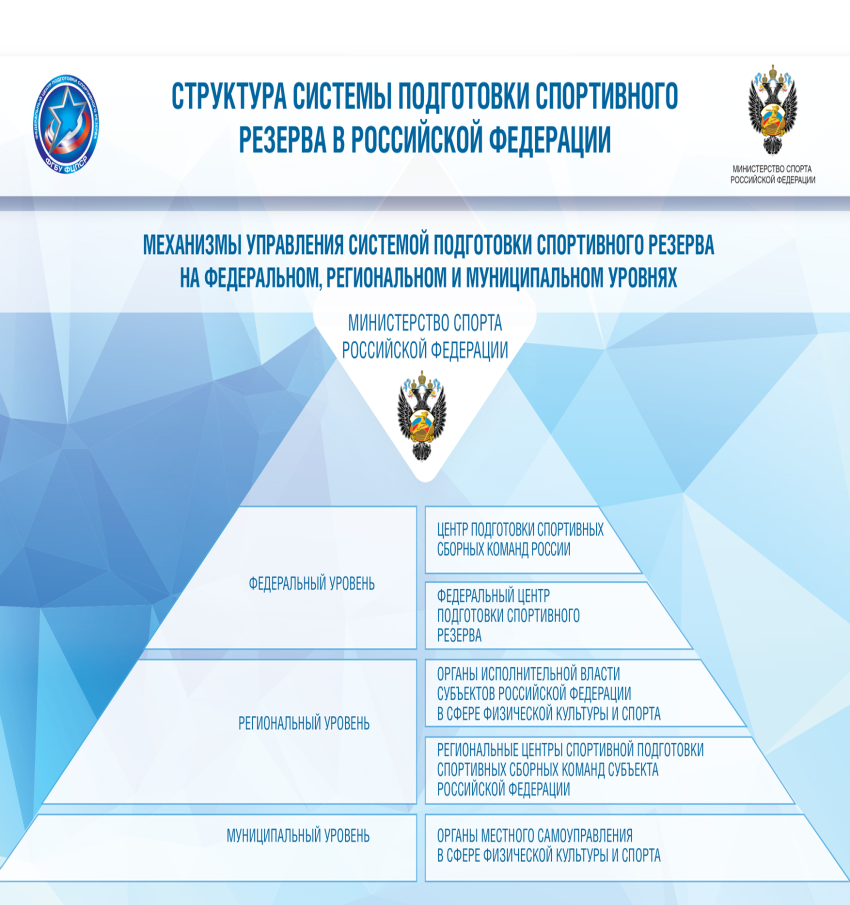 СТРУКТУРА СИСТЕМЫ ПОДГОТОВКИ СПОРТИВНОГО
РЕЗЕРВА В РОССИЙСКОЙ ФЕДЕРАЦИИ
ФГБУ ФЦПСР
МИНИСТЕРСТВО СПОРТА
РОССИЙСКОЙ ФЕДЕРАЦИИ
МЕХАНИЗМЫ УПРАВЛЕНИЯ СИСТЕМОЙ ПОДГОТОВКИ СПОРТИВНОГО РЕЗЕРВА
НА ФЕДЕРАЛЬНОМ, РЕГИОНАЛЬНОМ И МУНИЦИПАЛЬНОМ УРОВНЯХ
МИНИСТЕРСТВО СПОРТА
РОССИЙСКОЙ ФЕДЕРАЦИИ
ФЕДЕРАЛЬНЫЙ УРОВЕНЬ
ЦЕНТР ПОДГОТОВКИ СПОРТИВНЫХ
СБОРНЫХ КОМАНД РОССИИ
ФЕДЕРАЛЬНЫЙ ЦЕНТР
ПОДГОТОВКИ СПОРТИВНОГО
РЕЗЕРВА
РЕГИОНАЛЬНЫЙ УРОВЕНЬ
ОРГАНЫ ИСПОЛНИТЕЛЬНОЙ ВЛАСТИ
СУБЪЕКТОВ РОССИЙСКОЙ ФЕДЕРАЦИИ
В СФЕРЕ ФИЗИЧЕСКОЙ КУЛЬТУРЫ И СПОРТА
РЕГИОНАЛЬНЫЕ ЦЕНТРЫ СПОРТИВНОЙ ПОДГОТОВКИ
СПОРТИВНЫХ СБОРНЫХ КОМАНД СУБЪЕКТА
РОССИЙСКОЙ ФЕДЕРАЦИИ
МУНИЦИПАЛЬНЫЙ УРОВЕНЬ
ОРГАНЫ МЕСТНОГО САМОУПРАВЛЕНИЯ
В СФЕРЕ ФИЗИЧЕСКОЙ КУЛЬТУРЫ И СПОРТА